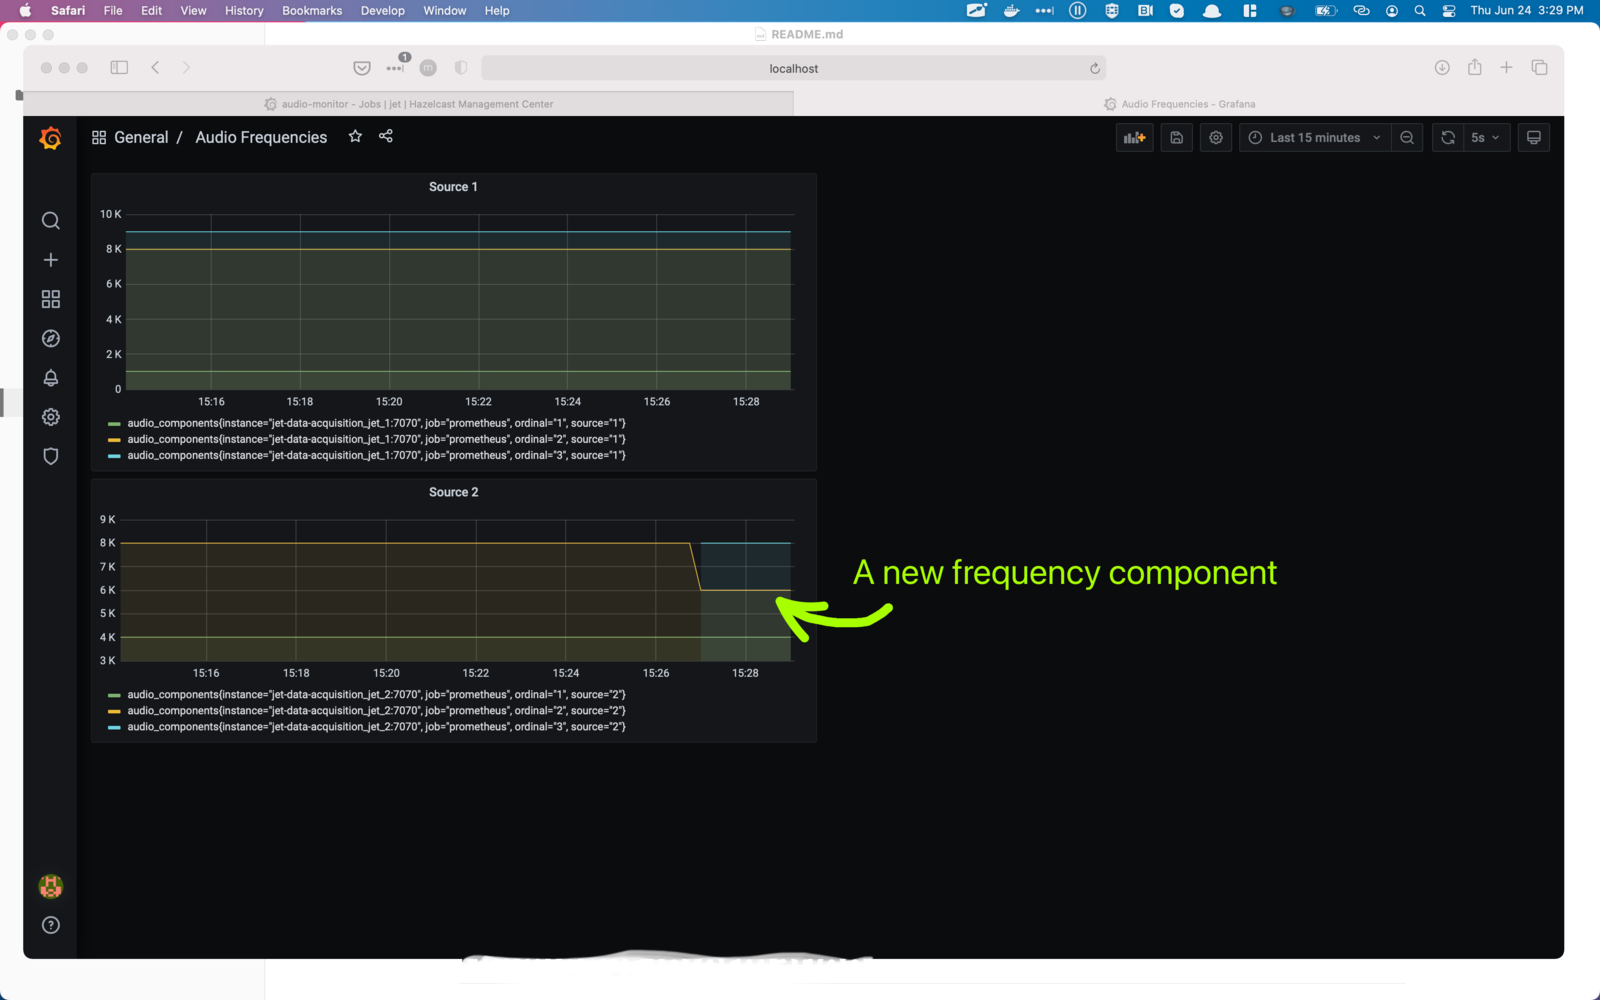 Safari File Edit View History Bookmarks Develop Window Help Thu Jun 24 3:29 PM
README.md
1
m
localhost
audio-monitor - Jobs | jet | Hazelcast Management Center
Audio Frequencies - Grafana
General / Audio Frequencies
Last 15 minutes
5s
Source 1
10 K
8 K
6 K
4 K
2 K
0
15:16 15:18 15:20 15:22 15:24 15:26 15:28
audio_components{instance="jet-data-acquisition_jet_1:7070", job="prometheus", ordinal="1", source="1"}
audio_components{instance="jet-data-acquisition_jet_1:7070", job="prometheus", ordinal="2", source="1"}
audio_components{instance="jet-data-acquisition_jet_1:7070", job="prometheus", ordinal="3", source="1"}
Source 2
9 K
8 K
7 K
6 K
5 K
4 K
3 K
15:16 15:18 15:20 15:22 15:24 15:26 15:28
audio_components{instance="jet-data-acquisition_jet_2:7070", job="prometheus", ordinal="1", source="2"}
audio_components{instance="jet-data-acquisition_jet_2:7070", job="prometheus", ordinal="2", source="2"}
audio_components{instance="jet-data-acquisition_jet_2:7070", job="prometheus", ordinal="3", source="2"}
A new frequency component